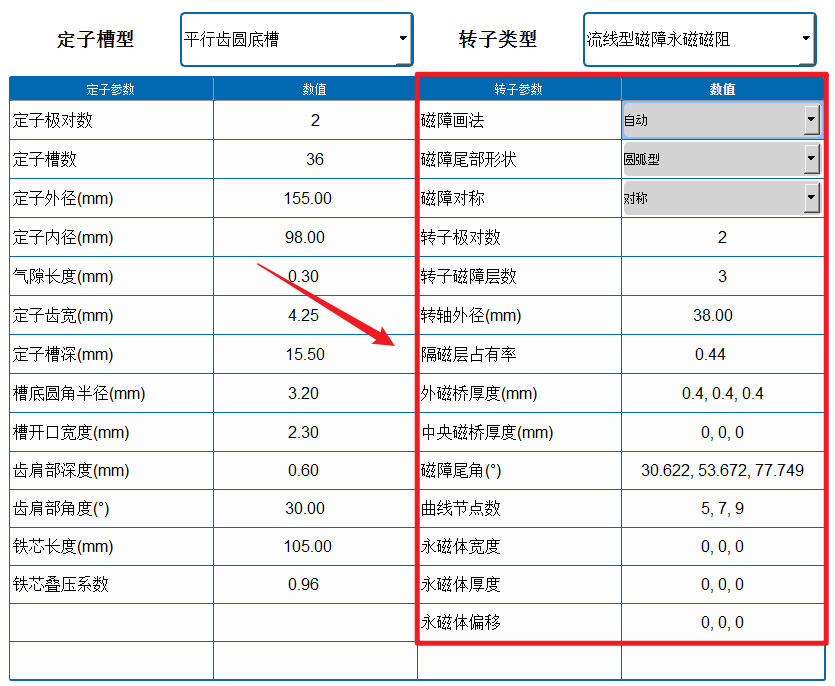 定子槽型 平行齿圆底槽 转子类型 流线型磁障永磁磁阻
定子参数 数值 转子参数 数值
定子极对数 2 磁障画法 自动
定子槽数 36 磁障尾部形状 圆弧型
定子外径(mm) 155.00 磁障对称 对称
定子内径(mm) 98.00 转子极对数 2
气隙长度(mm) 0.30 转子磁障层数 3
定子齿宽(mm) 4.25 转轴外径(mm) 38.00
定子槽深(mm) 15.50 隔磁层占有率 0.44
槽底圆角半径(mm) 3.20 外磁桥厚度(mm) 0.4, 0.4, 0.4
槽开口宽度(mm) 2.30 中央磁桥厚度(mm) 0, 0, 0
齿肩部深度(mm) 0.60 磁障尾角(°) 30.622, 53.672, 77.749
齿肩部角度(°) 30.00 曲线节点数 5, 7, 9
铁芯长度(mm) 105.00 永磁体宽度 0, 0, 0
铁芯叠压系数 0.96 永磁体厚度 0, 0, 0
永磁体偏移 0, 0, 0